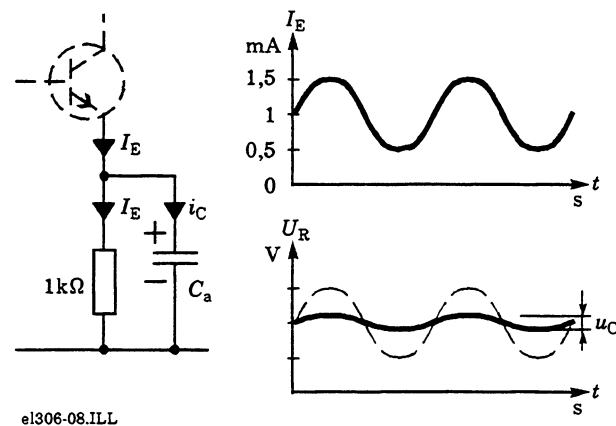 I_E
I_E
i_C
+
−
1kΩ
C_a
el306-08.ILL
I_E
mA
1,5
1
0,5
0
t
s
U_R
V
u_C
t
s